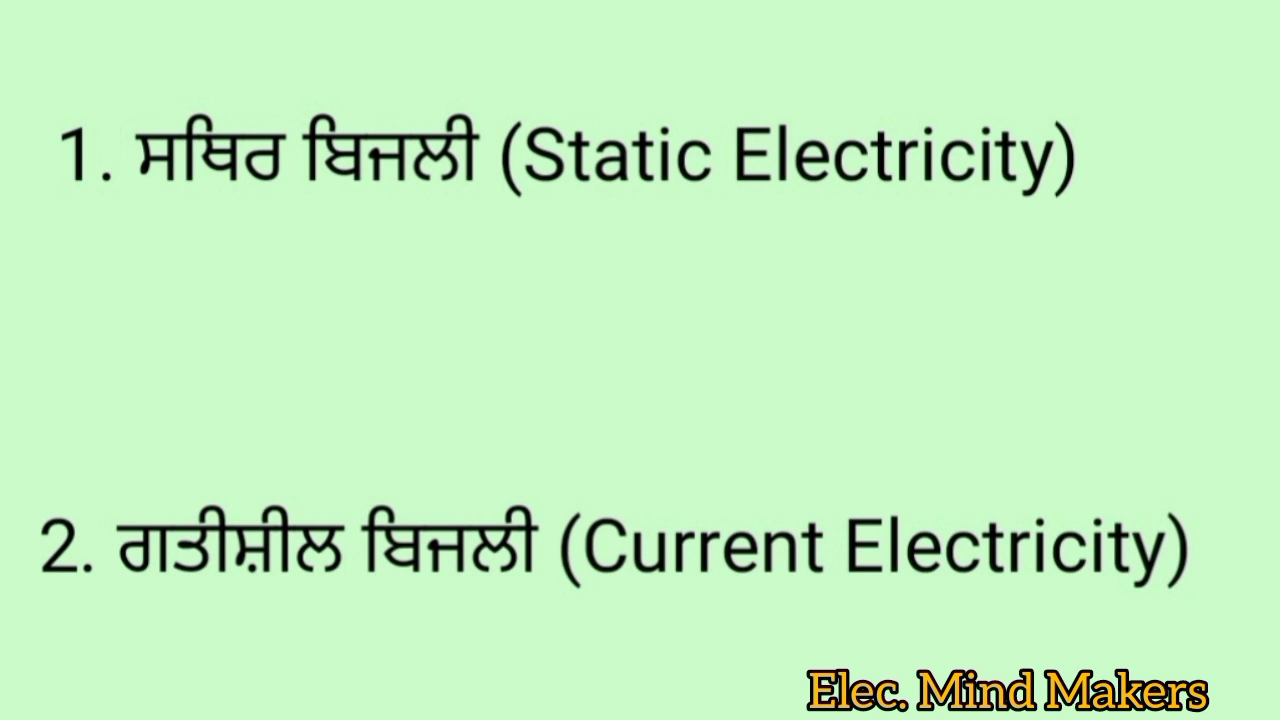 1. ਸਥਿਰ ਬਿਜਲੀ (Static Electricity)
2. ਗਤੀਸ਼ੀਲ ਬਿਜਲੀ (Current Electricity)
Elec. Mind Makers